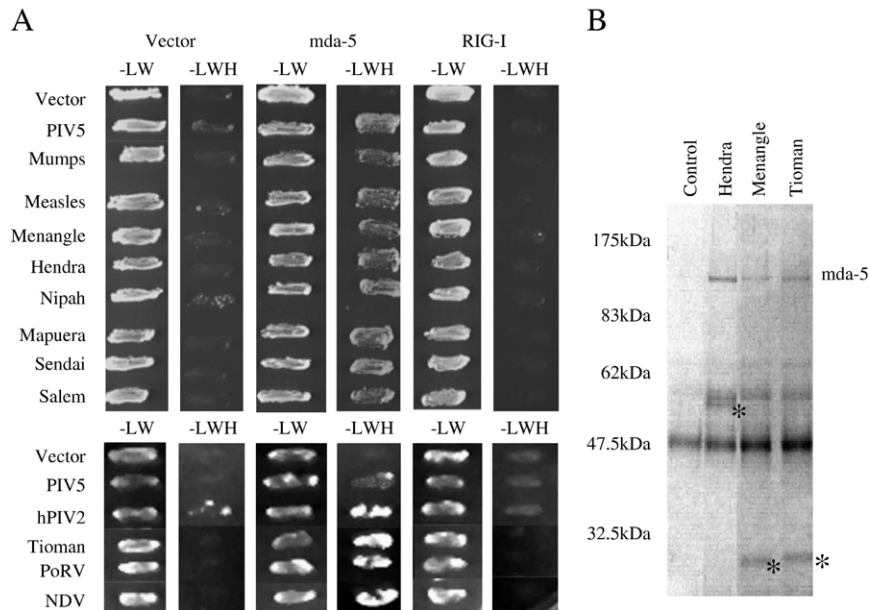 A
Vector mda-5 RIG-I
-LW -LWH -LW -LWH -LW -LWH
Vector
PIV5
Mumps
Measles
Menangle
Hendra
Nipah
Mapuera
Sendai
Salem
-LW -LWH -LW -LWH -LW -LWH
Vector
PIV5
hPIV2
Tioman
PoRV
NDV
B
Control
Hendra
Menangle
Tioman
175kDa
mda-5
83kDa
62kDa
*
47.5kDa
32.5kDa
* *